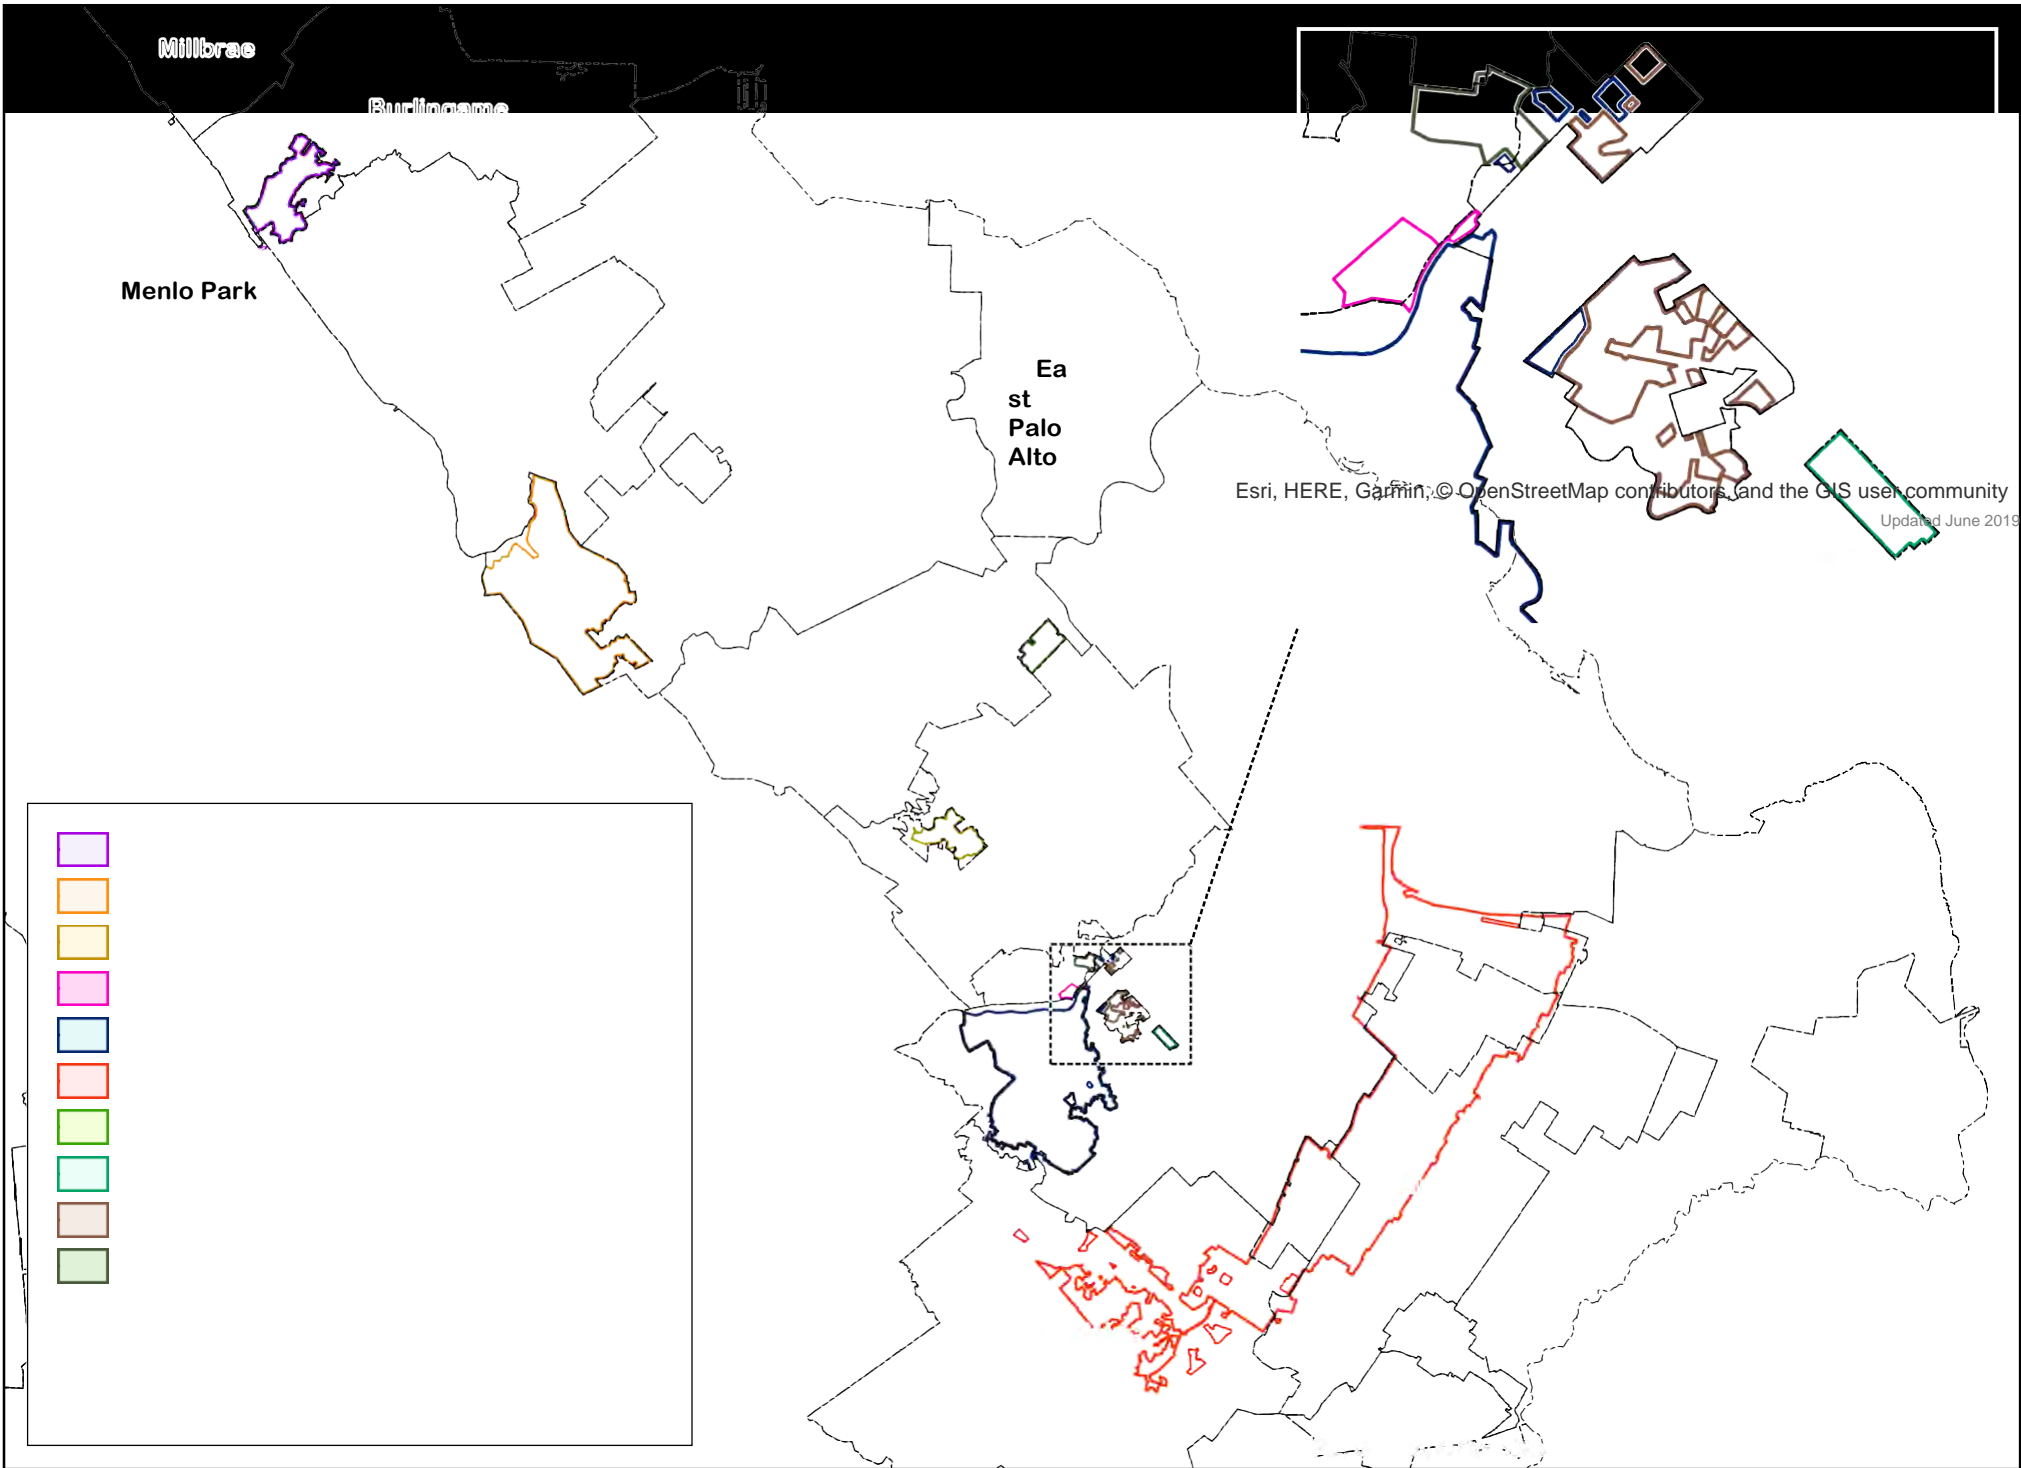 Millbrae
Burlingame
Menlo Park
Ea
st
Palo
Alto
Esri, HERE, Garmin, © OpenStreetMap contributors, and the GIS user community
Updated June 2019